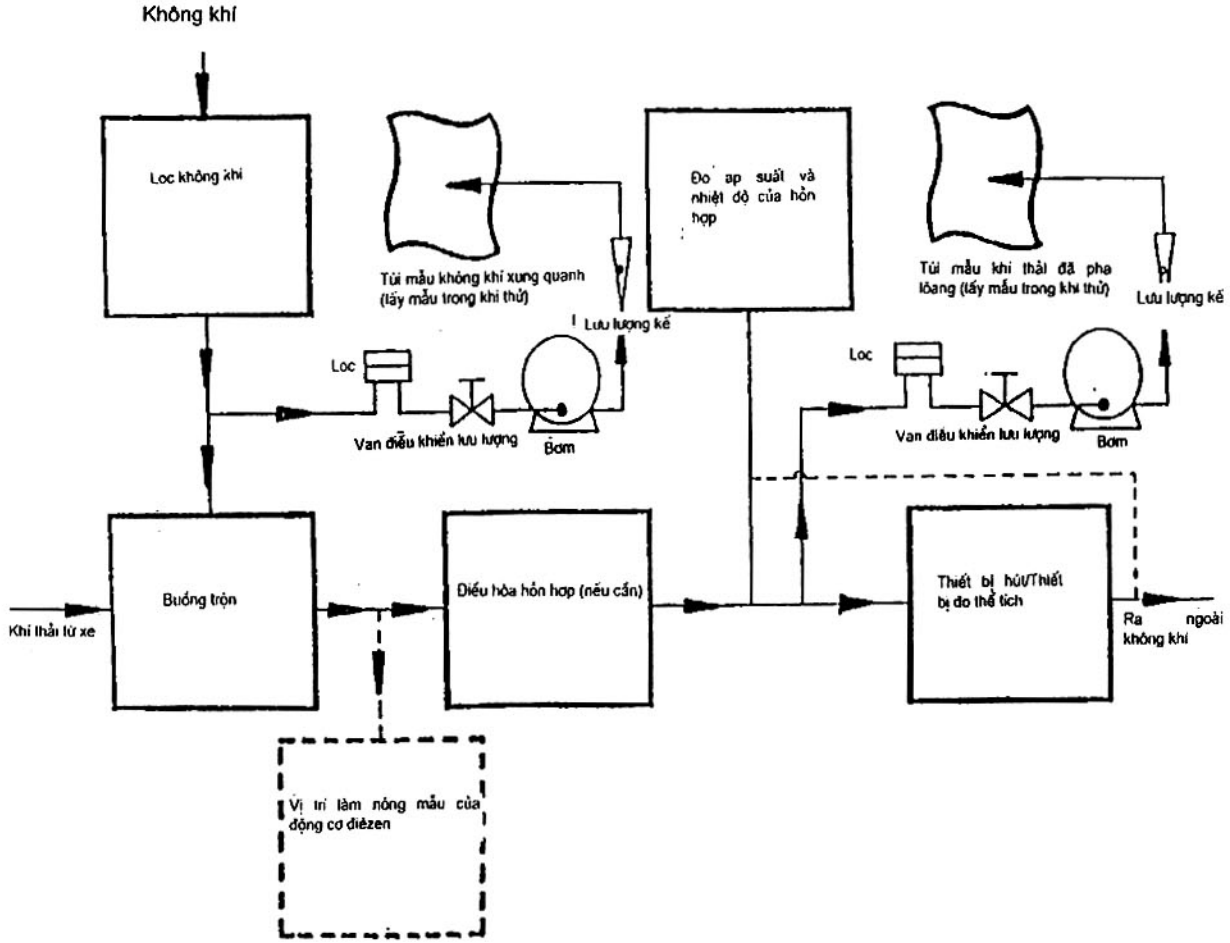 Không khí
Loc không khí
Đo ap suất và
nhiệt độ của hỗn
hợp
Túi mẫu không khí xung quanh
(lấy mẫu trong khi thử)
Túi mẫu khí thải đã pha
lõang (lấy mẫu trong khi thử)
Lưu lượng kế
Lưu lượng kế
Loc
Loc
Van điều khiển lưu lượng
Bơm
Van điều khiển lưu lượng
Bơm
Khí thải từ xe
Buồng trộn
Điều hòa hỗn hợp (nếu cần)
Thiết bị hút/Thiết
bị do thể tích
Ra ngoài
không khí
Vị trí làm nóng mẫu của
động cơ điêzen